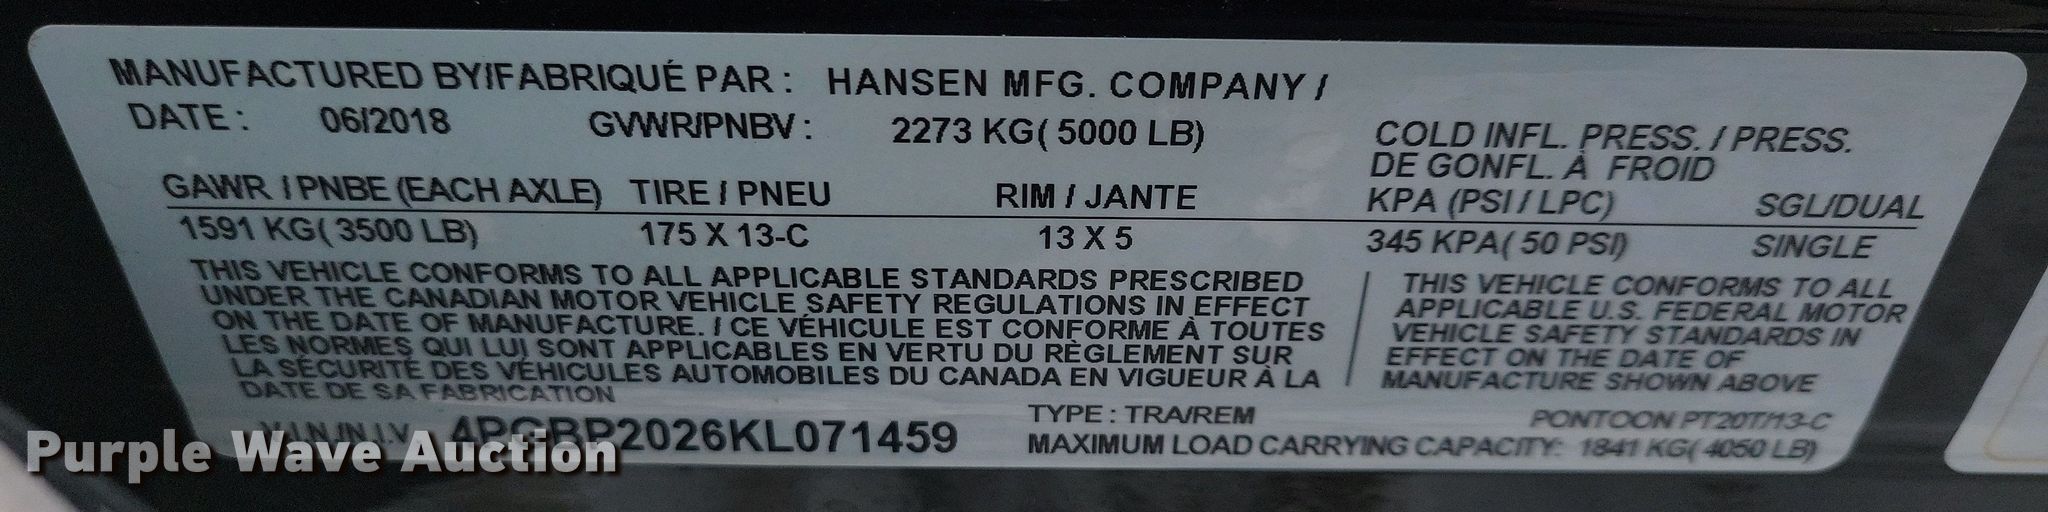 MANUFACTURED BY/FABRIQUÉ PAR : HANSEN MFG. COMPANY /
DATE : 06/2018 GVWR/PNBV : 2273 KG( 5000 LB)
COLD INFL. PRESS. / PRESS.
DE GONFL. À FROID
GAWR / PNBE (EACH AXLE) TIRE / PNEU RIM / JANTE KPA (PSI / LPC) SGL/DUAL
1591 KG( 3500 LB) 175 X 13-C 13 X 5 345 KPA( 50 PSI) SINGLE
THIS VEHICLE CONFORMS TO ALL APPLICABLE STANDARDS PRESCRIBED
UNDER THE CANADIAN MOTOR VEHICLE SAFETY REGULATIONS IN EFFECT
ON THE DATE OF MANUFACTURE. / CE VÉHICULE EST CONFORME À TOUTES
LES NORMES QUI LUI SONT APPLICABLES EN VERTU DU RÈGLEMENT SUR
LA SÉCURITÉ DES VÉHICULES AUTOMOBILES DU CANADA EN VIGUEUR À LA
DATE DE SA FABRICATION
THIS VEHICLE CONFORMS TO ALL
APPLICABLE U.S. FEDERAL MOTOR
VEHICLE SAFETY STANDARDS IN
EFFECT ON THE DATE OF
MANUFACTURE SHOWN ABOVE
V.I.N./N.I.V.
TYPE : TRA/REM PONTOON PT20T/13-C
MAXIMUM LOAD CARRYING CAPACITY: 1841 KG( 4050 LB)
Purple Wave Auction